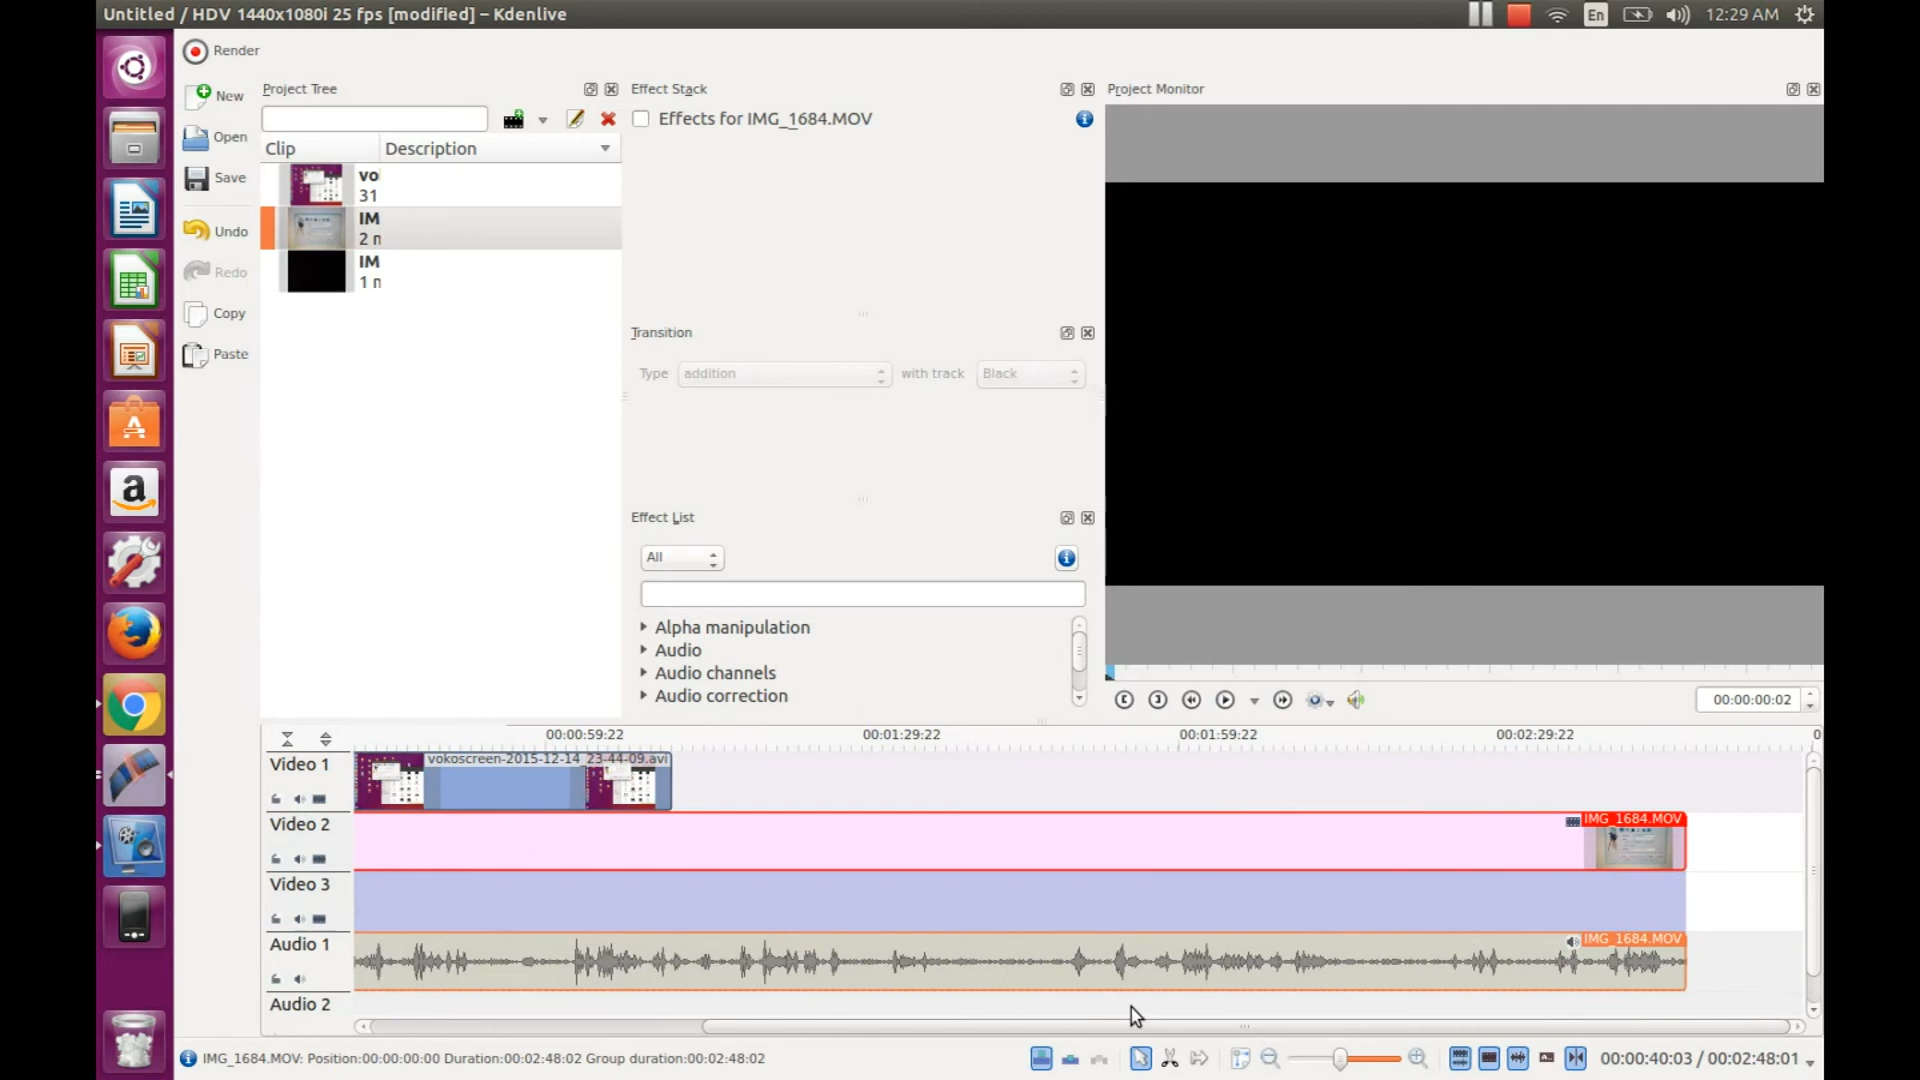 Untitled / HDV 1440x1080i 25 fps [modified] – Kdenlive
En
12:29 AM
Render
New
Open
Save
Undo
Redo
Copy
Paste
Project Tree
Clip
Description
vo
31
IM
2 n
IM
1 n
Effect Stack
Effects for IMG_1684.MOV
Transition
Type
addition
with track
Black
Effect List
All
Alpha manipulation
Audio
Audio channels
Audio correction
Project Monitor
00:00:00:02
00:00:59:22
00:01:29:22
00:01:59:22
00:02:29:22
0
Video 1
vokoscreen-2015-12-14_23-44-09.avi
Video 2
IMG_1684.MOV
Video 3
Audio 1
IMG_1684.MOV
Audio 2
IMG_1684.MOV: Position:00:00:00:00 Duration:00:02:48:02 Group duration:00:02:48:02
00:00:40:03 / 00:02:48:01